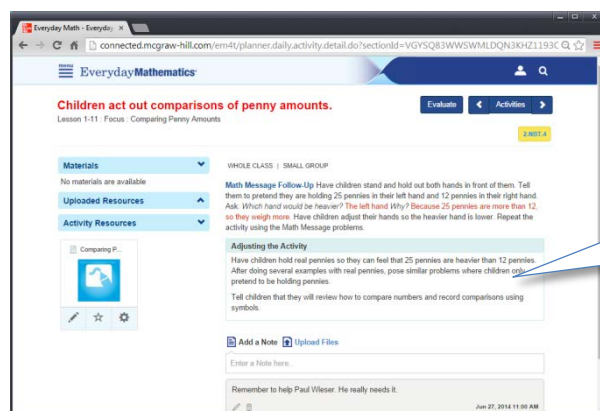 Everyday Math - Everyday
connected.mcgraw-hill.com/em4t/planner.daily.activity.detail.do?sectionId=VGYSQ83WWSWMLDQN3KHZ1193C
menu
Everyday Mathematics
Children act out comparisons of penny amounts.
Lesson 1-11 : Focus : Comparing Penny Amounts
Evaluate
Activities
2.NBT.4
Materials
No materials are available
Uploaded Resources
Activity Resources
Comparing P...
WHOLE CLASS | SMALL GROUP
Math Message Follow-Up Have children stand and hold out both hands in front of them. Tell
them to pretend they are holding 25 pennies in their left hand and 12 pennies in their right hand.
Ask: Which hand would be heavier? The left hand Why? Because 25 pennies are more than 12,
so they weigh more. Have children adjust their hands so the heavier hand is lower. Repeat the
activity using the Math Message problems.
Adjusting the Activity
Have children hold real pennies so they can feel that 25 pennies are heavier than 12 pennies.
After doing several examples with real pennies, pose similar problems where children only
pretend to be holding pennies.
Tell children that they will review how to compare numbers and record comparisons using
symbols.
Add a Note Upload Files
Enter a Note here.
Remember to help Paul Wieser. He really needs it.
Jun 27, 2014 11:00 AM